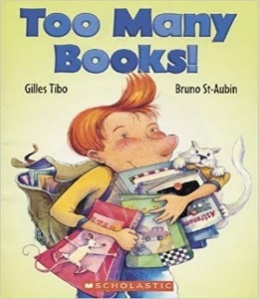 Too Many
Books!
Gilles Tibo Bruno St-Aubin
SCHOLASTIC